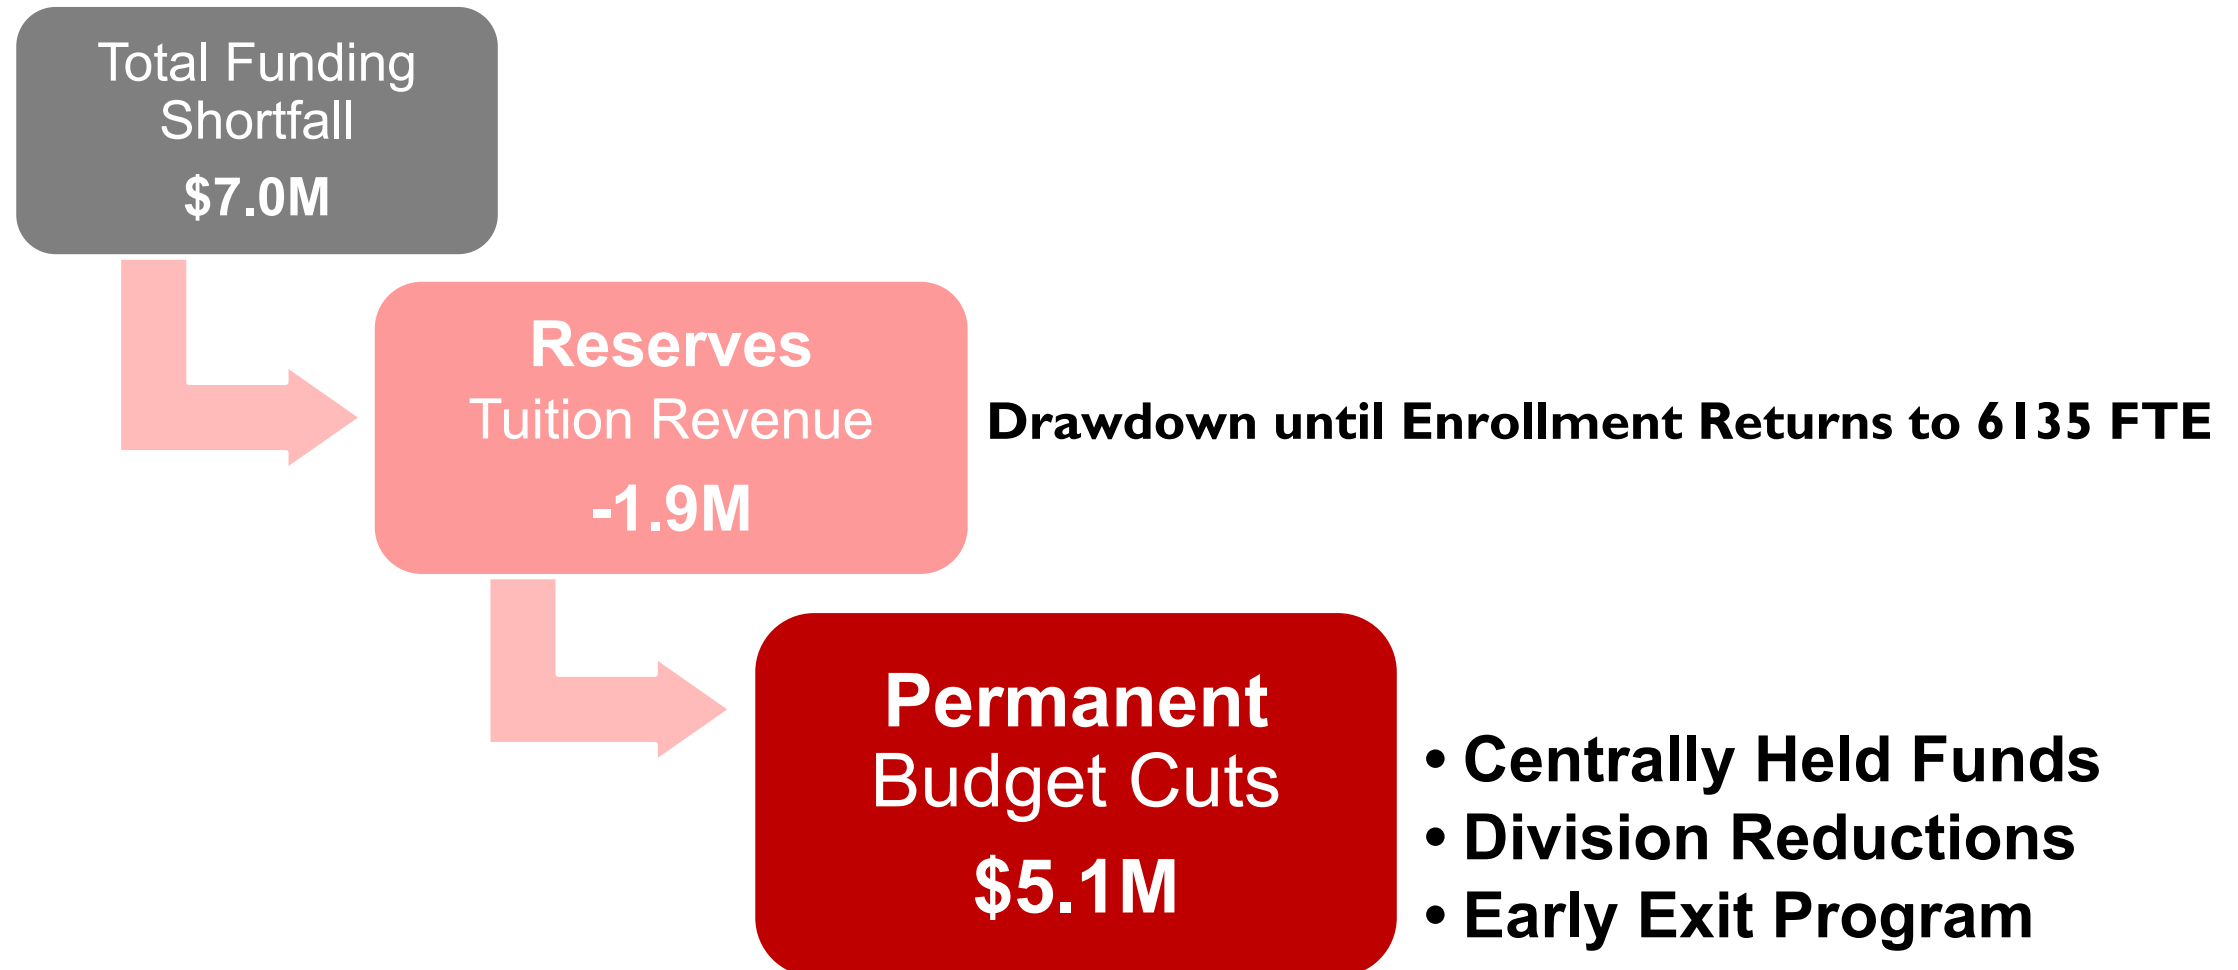 Total Funding
Shortfall
$7.0M
Reserves
Tuition Revenue
-1.9M
Drawdown until Enrollment Returns to 6135 FTE
Permanent
Budget Cuts
$5.1M
• Centrally Held Funds
• Division Reductions
• Early Exit Program